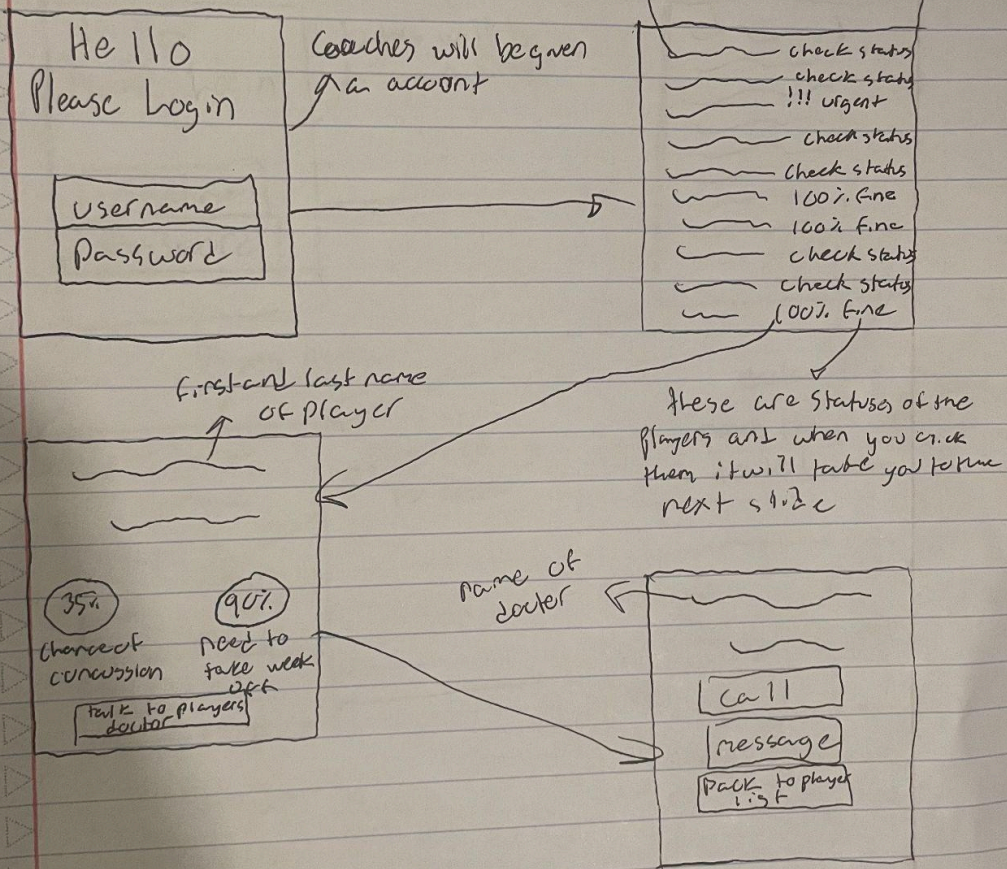 Hello
Please Login
username
Password
Coaches will be given
an account
check status
check status
!!! urgent
check status
check status
100% fine
100% fine
check status
check status
100% fine
these are statuses of the
players and when you click
them it will take you to the
next slide
first and last name
of player
35%
chance of
concussion
90%
need to
take week
off
talk to players
doctor
name of
docter
call
message
back to player
list